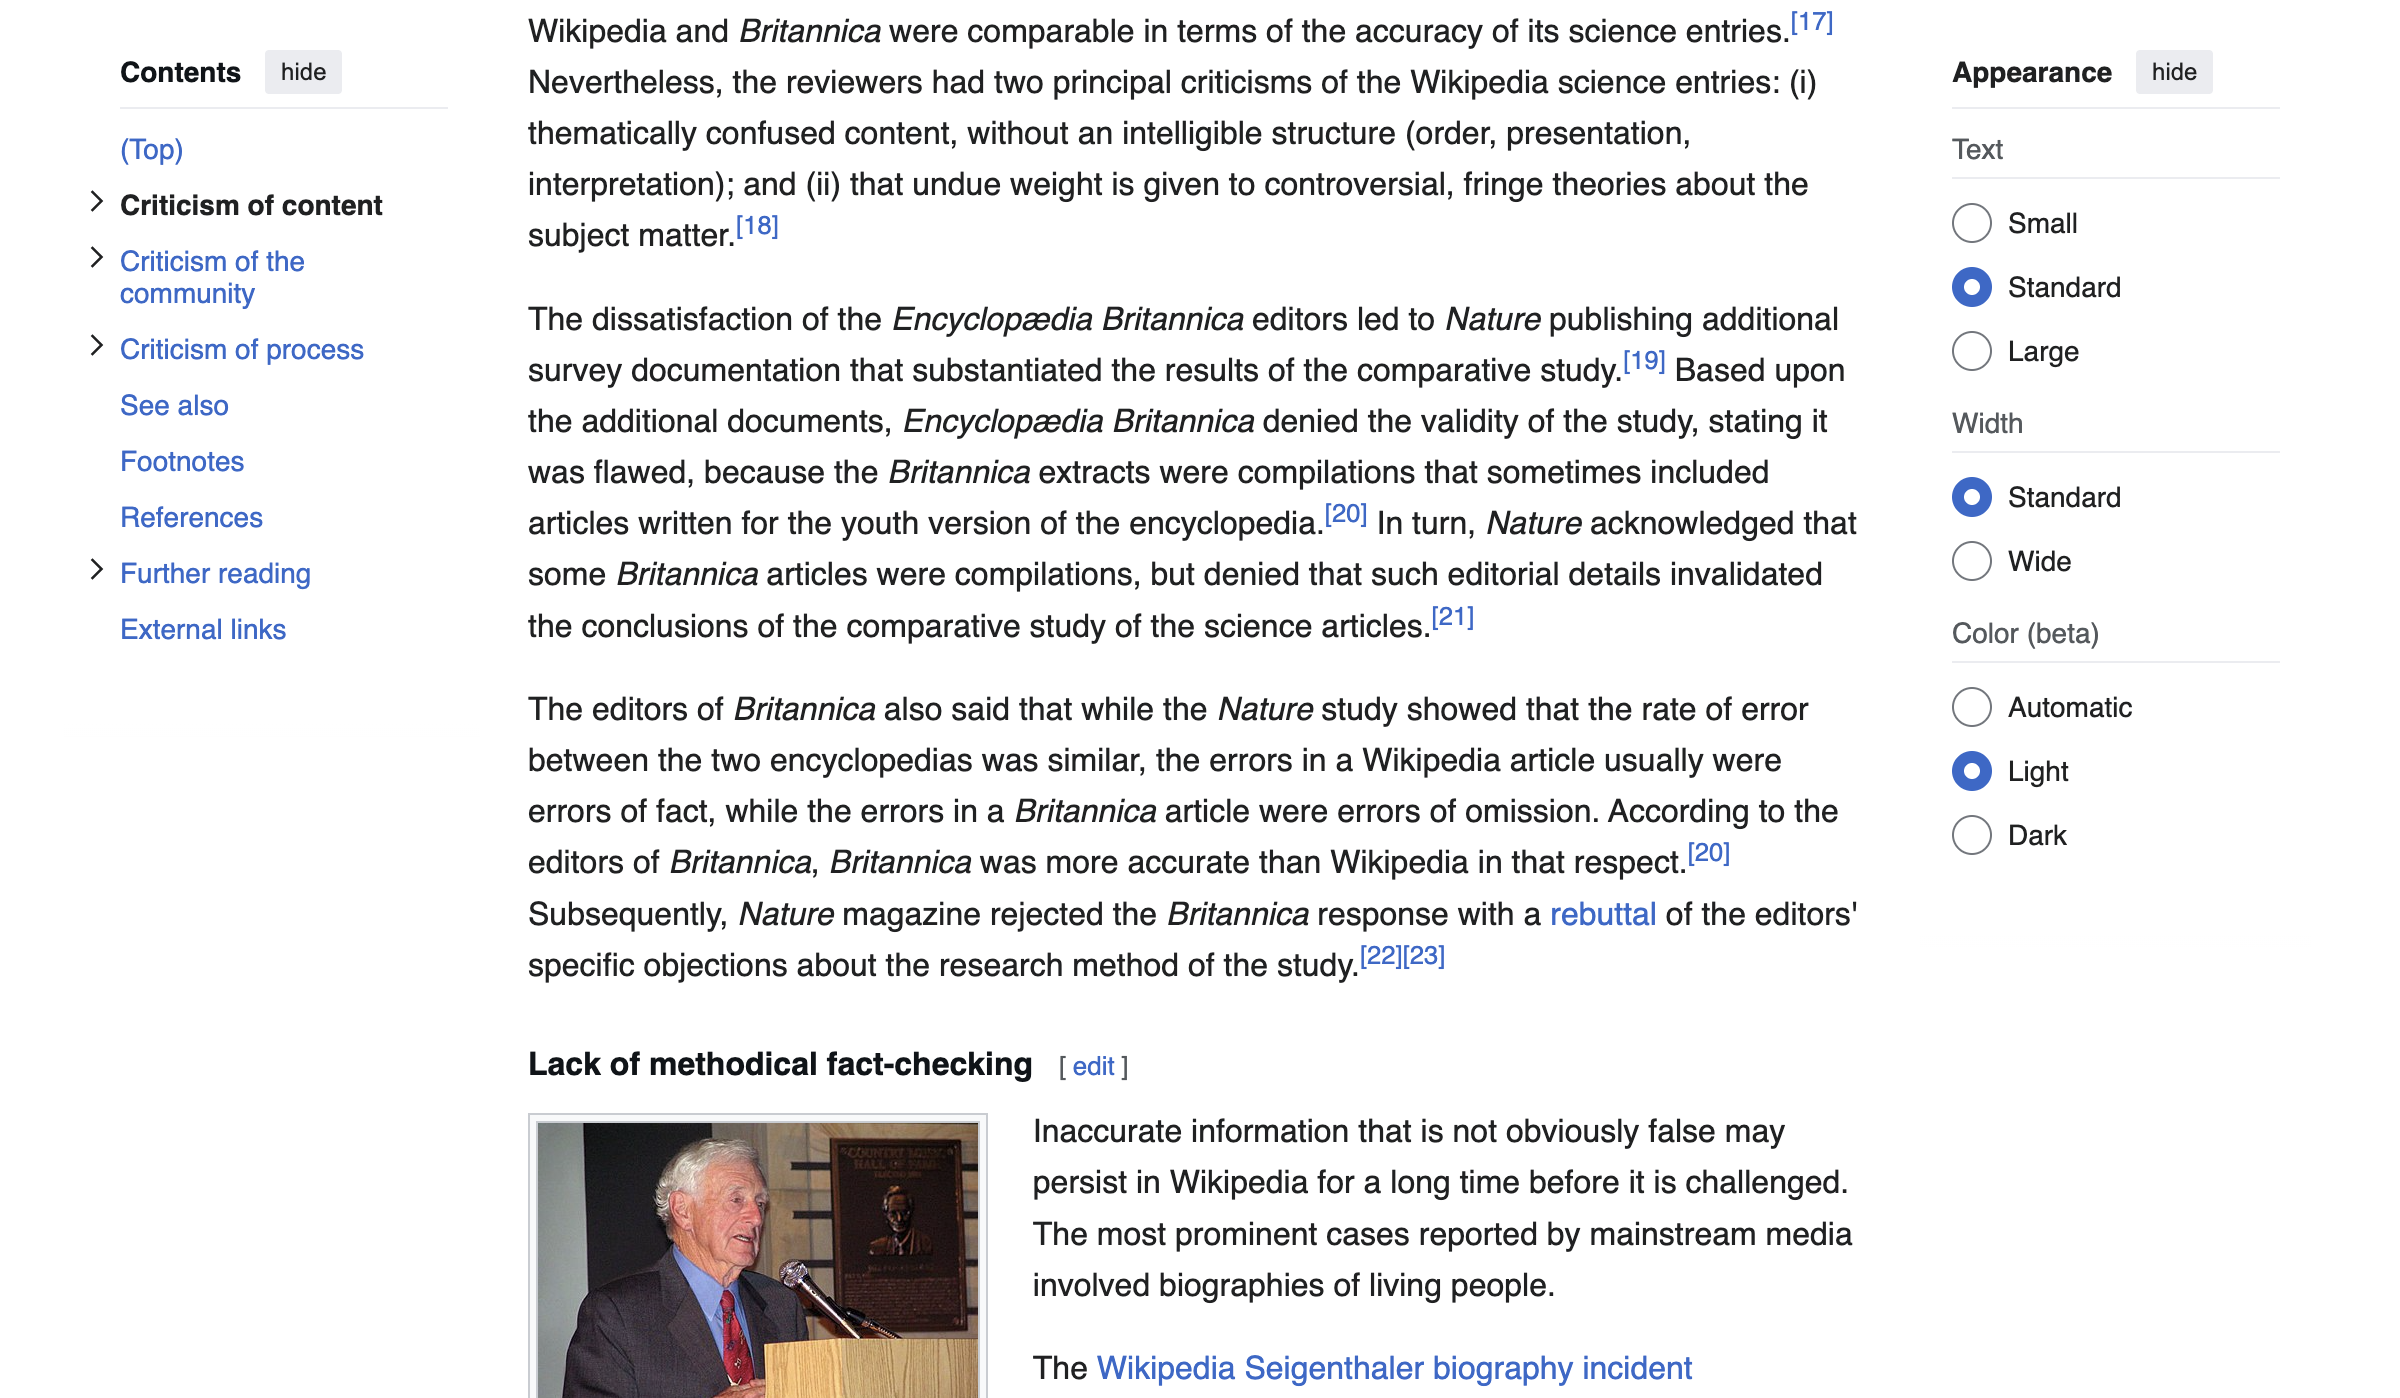 Contents hide
(Top)
Criticism of content
Criticism of the
community
Criticism of process
See also
Footnotes
References
Further reading
External links
Wikipedia and Britannica were comparable in terms of the accuracy of its science entries.[17]
Nevertheless, the reviewers had two principal criticisms of the Wikipedia science entries: (i)
thematically confused content, without an intelligible structure (order, presentation,
interpretation); and (ii) that undue weight is given to controversial, fringe theories about the
subject matter.[18]
The dissatisfaction of the Encyclopædia Britannica editors led to Nature publishing additional
survey documentation that substantiated the results of the comparative study.[19] Based upon
the additional documents, Encyclopædia Britannica denied the validity of the study, stating it
was flawed, because the Britannica extracts were compilations that sometimes included
articles written for the youth version of the encyclopedia.[20] In turn, Nature acknowledged that
some Britannica articles were compilations, but denied that such editorial details invalidated
the conclusions of the comparative study of the science articles.[21]
The editors of Britannica also said that while the Nature study showed that the rate of error
between the two encyclopedias was similar, the errors in a Wikipedia article usually were
errors of fact, while the errors in a Britannica article were errors of omission. According to the
editors of Britannica, Britannica was more accurate than Wikipedia in that respect.[20]
Subsequently, Nature magazine rejected the Britannica response with a rebuttal of the editors'
specific objections about the research method of the study.[22][23]
Lack of methodical fact-checking [ edit ]
COUNTRY MUSIC
HALL OF FAME
Inaccurate information that is not obviously false may
persist in Wikipedia for a long time before it is challenged.
The most prominent cases reported by mainstream media
involved biographies of living people.
The Wikipedia Seigenthaler biography incident
Appearance hide
Text
Small
Standard
Large
Width
Standard
Wide
Color (beta)
Automatic
Light
Dark